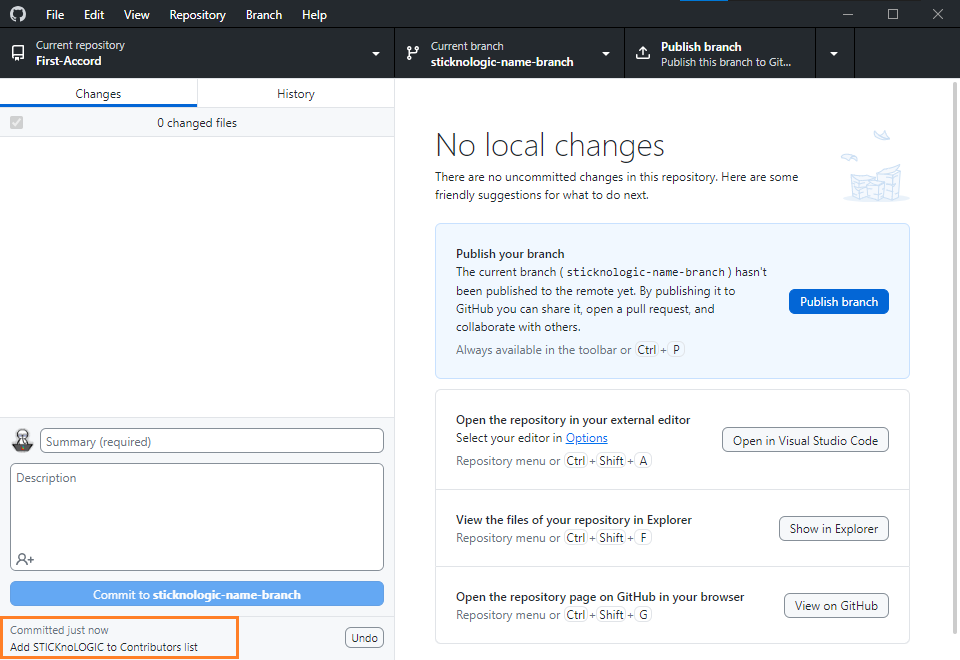 File Edit View Repository Branch Help
Current repository
First-Accord
Current branch
sticknologic-name-branch
Publish branch
Publish this branch to Git...
Changes
History
0 changed files
No local changes
There are no uncommitted changes in this repository. Here are some
friendly suggestions for what to do next.
Publish your branch
The current branch ( sticknologic-name-branch ) hasn't
been published to the remote yet. By publishing it to
GitHub you can share it, open a pull request, and
collaborate with others.
Always available in the toolbar or Ctrl + P
Publish branch
Open the repository in your external editor
Select your editor in Options
Repository menu or Ctrl + Shift + A
Open in Visual Studio Code
View the files of your repository in Explorer
Repository menu or Ctrl + Shift + F
Show in Explorer
Open the repository page on GitHub in your browser
Repository menu or Ctrl + Shift + G
View on GitHub
Summary (required)
Description
Commit to sticknologic-name-branch
Committed just now
Add STICKnoLOGIC to Contributors list
Undo